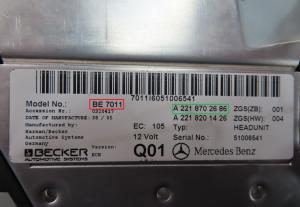 7011I6051006541
Model No.: BE 7011
A 221 870 26 86 ZGS(ZB): 001
Accession Nr.:
A 221 820 14 26 ZGS(HW): 004
DATE OF MANUFACTURE: 38 / 05
Manufactured by EC: 105 Typ: HEADUNIT
Harman/Becker
Automotive Systems 12 Volt Serial No.: 51006541
Germany
Version: ECE
BECKER Q01 Mercedes Benz
AUTOMOTIVE SYSTEMS